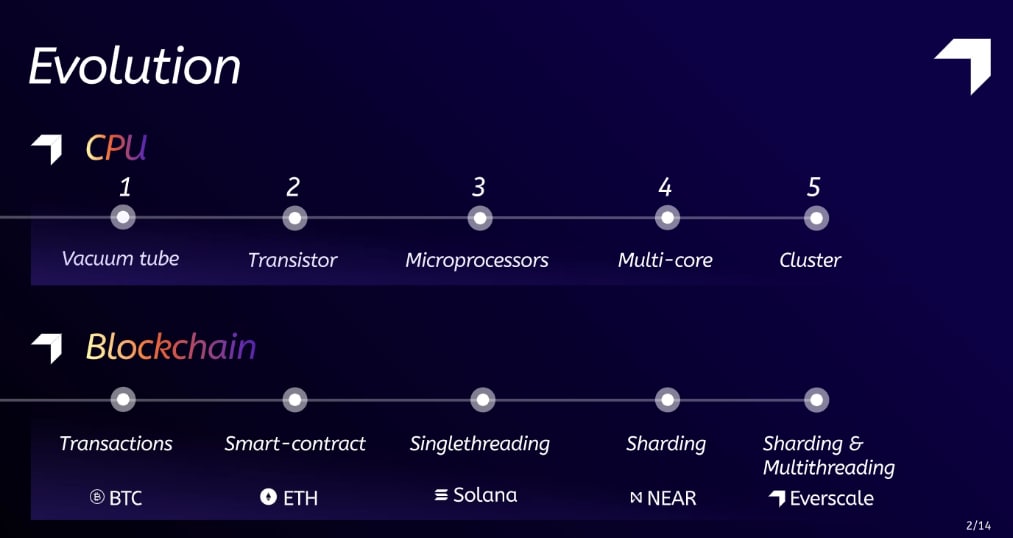 Evolution
CPU
1 2 3 4 5
Vacuum tube Transistor Microprocessors Multi-core Cluster
Blockchain
Transactions Smart-contract Singlethreading Sharding Sharding &
Multithreading
BTC ETH Solana NEAR Everscale
2/14